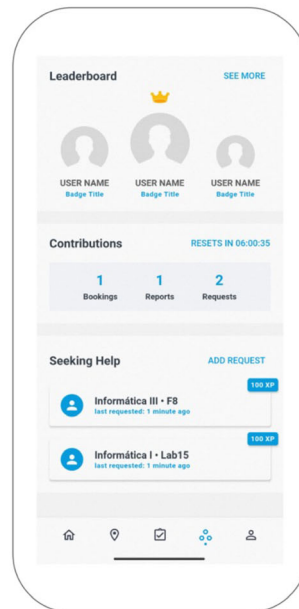 Leaderboard SEE MORE
USER NAME USER NAME USER NAME
Badge Title Badge Title Badge Title
Contributions RESETS IN 06:00:35
1 1 2
Bookings Reports Requests
Seeking Help ADD REQUEST
100 XP
Informática III • F8
last requested: 1 minute ago
100 XP
Informática I • Lab15
last requested: 1 minute ago